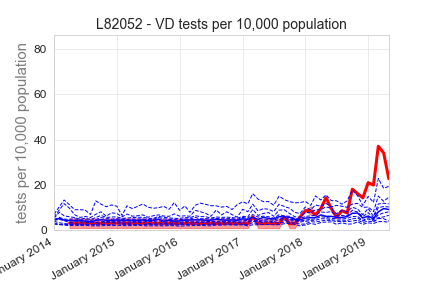 L82052 - VD tests per 10,000 population
tests per 10,000 population
80
60
40
20
0
nuary 2014
January 2015
January 2016
January 2017
January 2018
January 2019